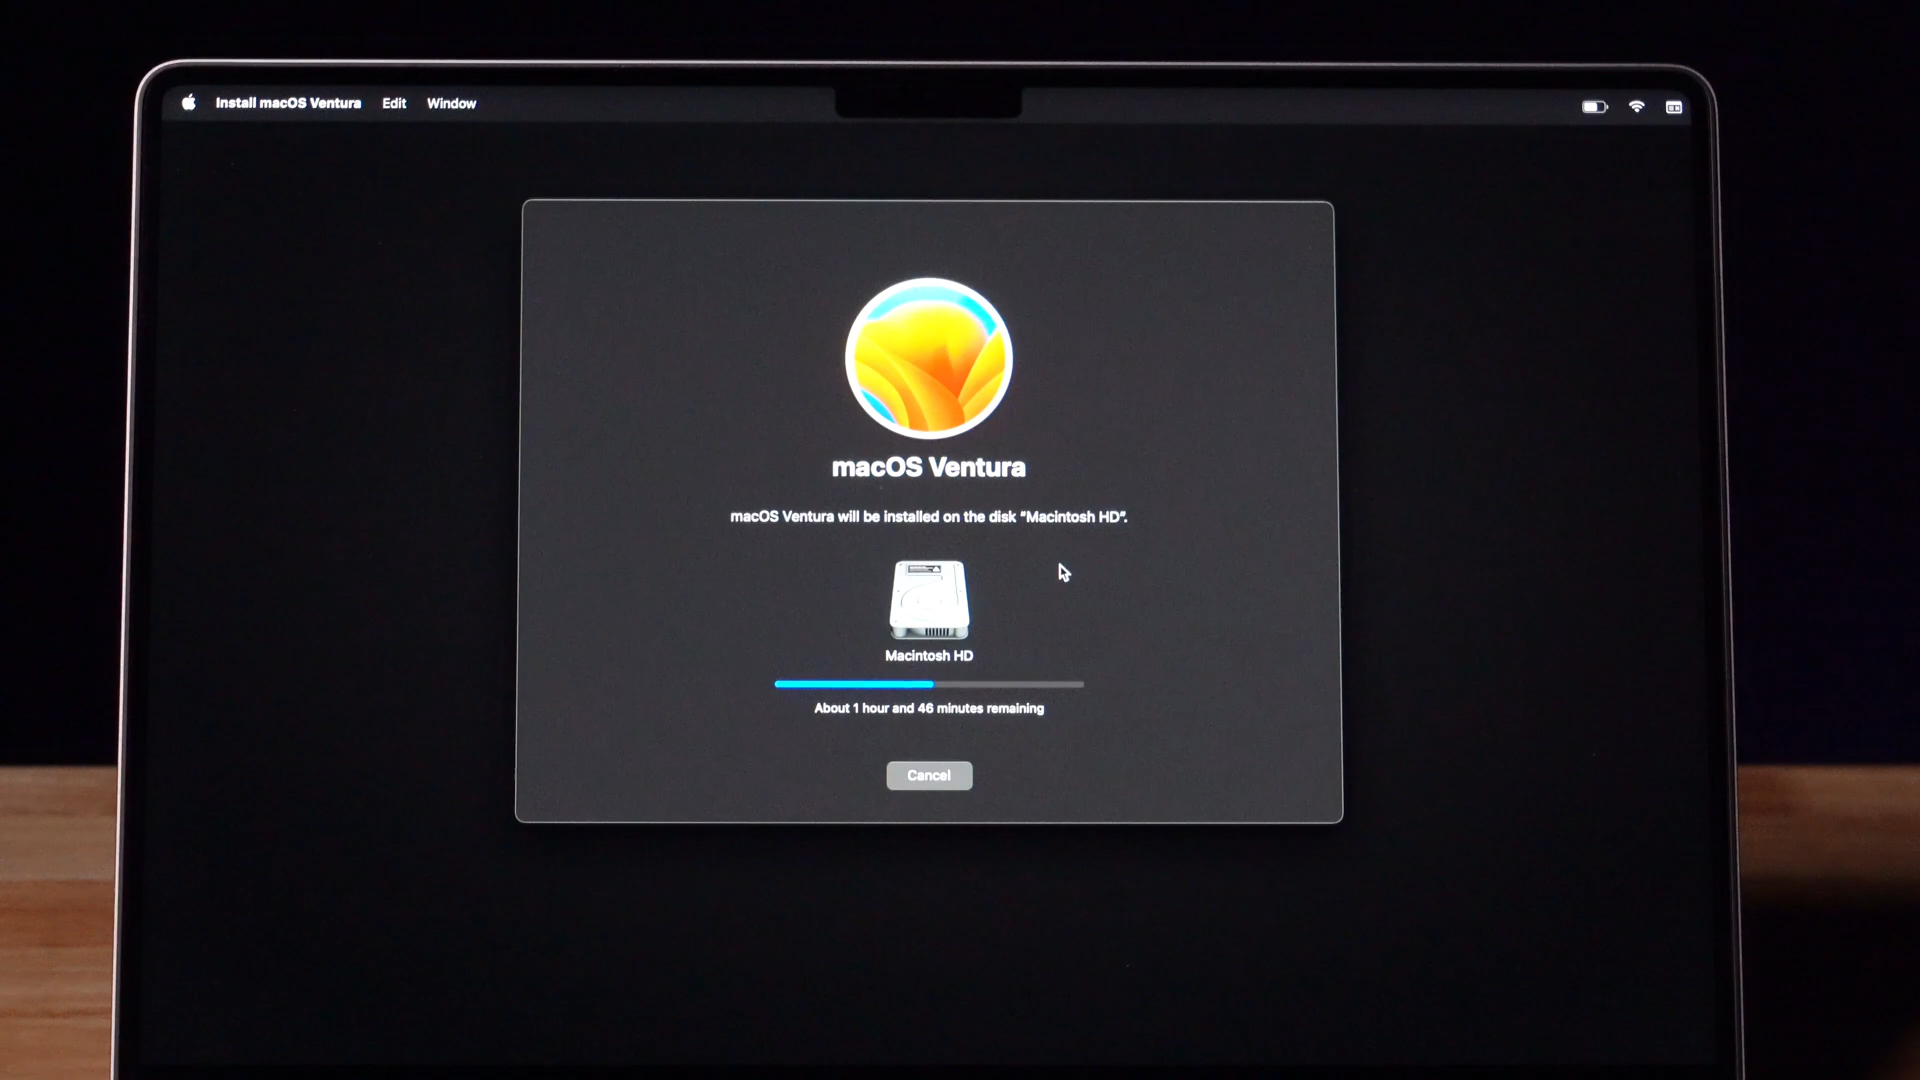 Install macOS Ventura Edit Window
macOS Ventura
macOS Ventura will be installed on the disk “Macintosh HD”.
Macintosh HD
About 1 hour and 46 minutes remaining
Cancel